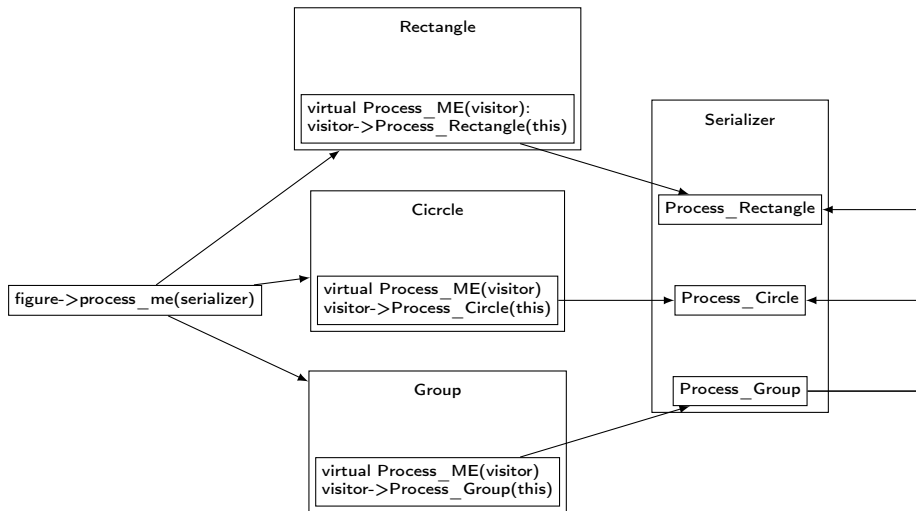 Rectangle
virtual Process_ME(visitor):
visitor->Process_Rectangle(this)
Serializer
Process_Rectangle
Cicrcle
virtual Process_ME(visitor)
visitor->Process_Circle(this)
figure->process_me(serializer)
Process_Circle
Group
virtual Process_ME(visitor)
visitor->Process_Group(this)
Process_Group